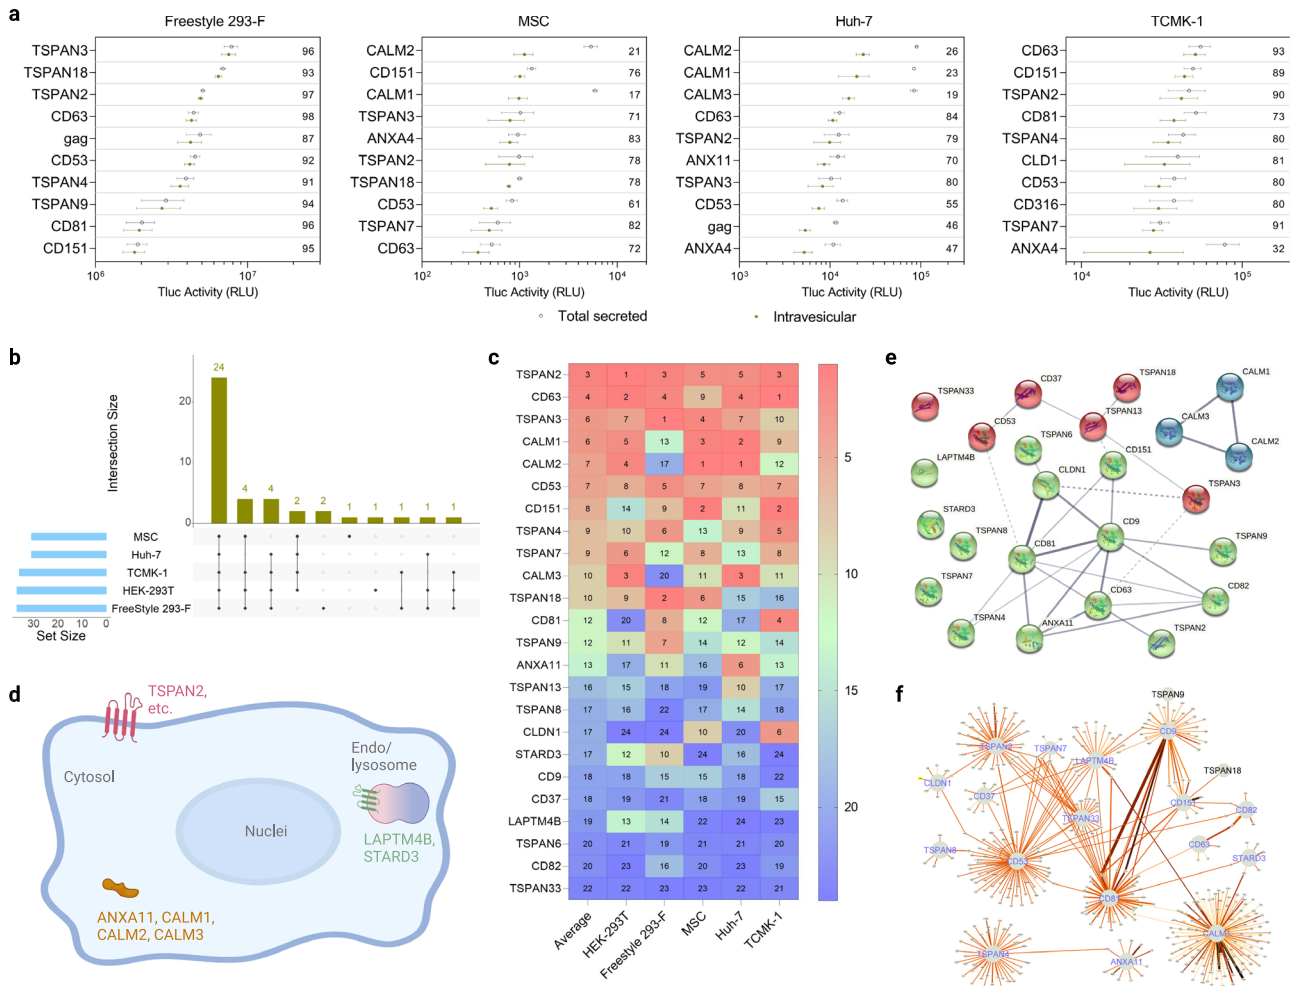 a
Freestyle 293-F
TSPAN3 96
TSPAN18 93
TSPAN2 97
CD63 98
gag 87
CD53 92
TSPAN4 91
TSPAN9 94
CD81 96
CD151 95
10⁶ 10⁷
Tluc Activity (RLU)
MSC
CALM2 21
CD151 76
CALM1 17
TSPAN3 71
ANXA4 83
TSPAN2 78
TSPAN18 78
CD53 61
TSPAN7 82
CD63 72
10² 10³ 10⁴
Tluc Activity (RLU)
Huh-7
CALM2 26
CALM1 23
CALM3 19
CD63 84
TSPAN2 79
ANX11 70
TSPAN3 80
CD53 55
gag 46
ANXA4 47
10³ 10⁴ 10⁵
Tluc Activity (RLU)
TCMK-1
CD63 93
CD151 89
TSPAN2 90
CD81 73
TSPAN4 80
CLD1 81
CD53 80
CD316 80
TSPAN7 91
ANXA4 32
10⁴ 10⁵
Tluc Activity (RLU)
Total secreted Intravesicular
b
Intersection Size
20
10
0
24 4 4 2 2 1 1 1 1 1
MSC
Huh-7
TCMK-1
HEK-293T
FreeStyle 293-F
30 20 10 0
Set Size
c
TSPAN2 3 1 3 5 5 3
CD63 4 2 4 9 4 1
TSPAN3 6 7 1 4 7 10
CALM1 6 5 13 3 2 9
CALM2 7 4 17 1 1 12
CD53 7 8 5 7 8 7
CD151 8 14 9 2 11 2
TSPAN4 9 10 6 13 9 5
TSPAN7 9 6 12 8 13 8
CALM3 10 3 20 11 3 11
TSPAN18 10 9 2 6 15 16
CD81 12 20 8 12 17 4
TSPAN9 12 11 7 14 12 14
ANXA11 13 17 11 16 6 13
TSPAN13 16 15 18 19 10 17
TSPAN8 17 16 22 17 14 18
CLDN1 17 24 24 10 20 6
STARD3 17 12 10 24 16 24
CD9 18 18 15 15 18 22
CD37 18 19 21 18 19 15
LAPTM4B 19 13 14 22 24 23
TSPAN6 20 21 19 21 21 20
CD82 20 23 16 20 23 19
TSPAN33 22 22 23 23 22 21
Average
HEK-293T
Freestyle 293-F
MSC
Huh-7
TCMK-1
5
10
15
20
d
TSPAN2,
etc.
Cytosol
Nuclei
Endo/
lysosome
LAPTM4B,
STARD3
ANXA11, CALM1,
CALM2, CALM3
e
TSPAN33
CD37
TSPAN18
CALM1
CD53
TSPAN13
CALM3
CALM2
TSPAN6
CD151
LAPTM4B
CLDN1
TSPAN3
STARD3
TSPAN8
CD9
CD81
TSPAN9
TSPAN7
CD63
CD82
TSPAN4
ANXA11
TSPAN2
f
TSPAN9
CD9
TSPAN2
TSPAN7
LAPTM4B
TSPAN18
CLDN1
CD37
CD151
CD82
TSPAN33
CD63
TSPAN8
CD53
STARD3
CD81
CALM1
TSPAN4
ANXA11